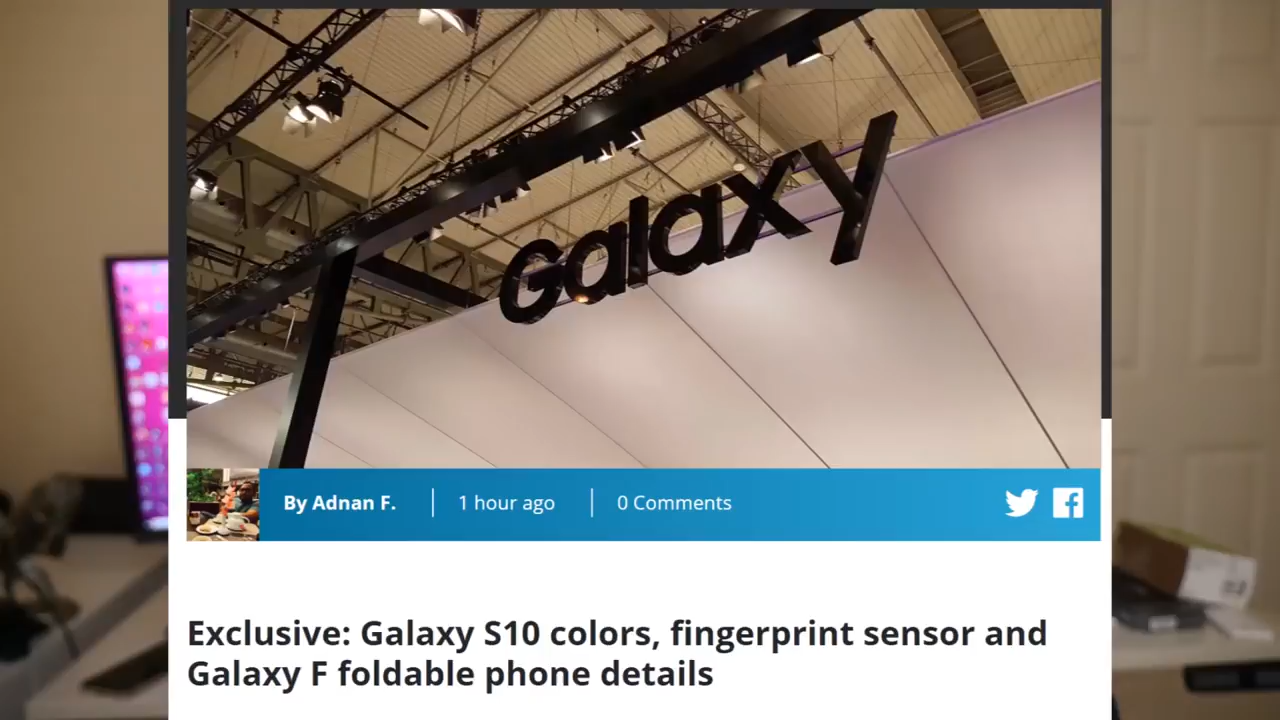 Galaxy
By Adnan F.
1 hour ago
0 Comments
Exclusive: Galaxy S10 colors, fingerprint sensor and
Galaxy F foldable phone details